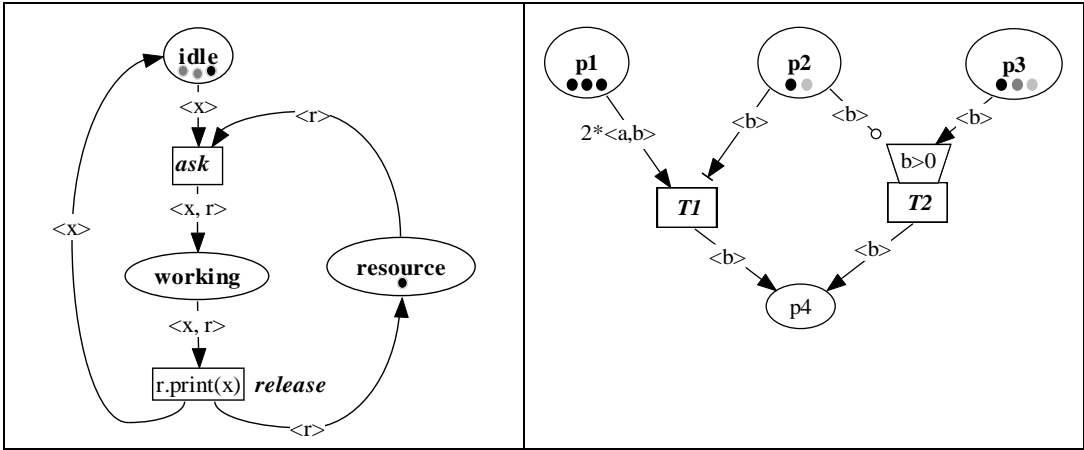 idle
<x>
<r>
ask
<x, r>
<x>
working
resource
<x, r>
r.print(x) release
<r>
p1
p2
p3
2*<a,b>
<b>
<b>
<b>
b>0
T1
T2
<b>
<b>
p4